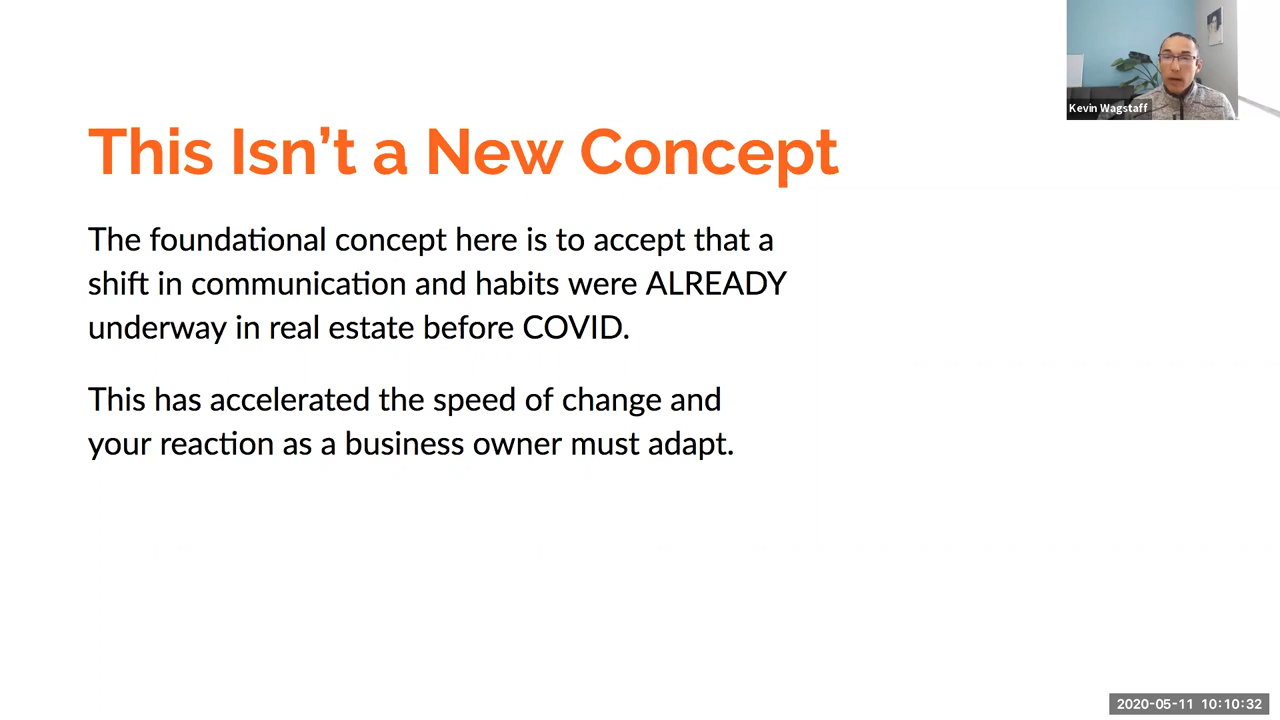 Kevin Wagstaff
This Isn’t a New Concept
The foundational concept here is to accept that a
shift in communication and habits were ALREADY
underway in real estate before COVID.
This has accelerated the speed of change and
your reaction as a business owner must adapt.
2020-05-11 10:10:32